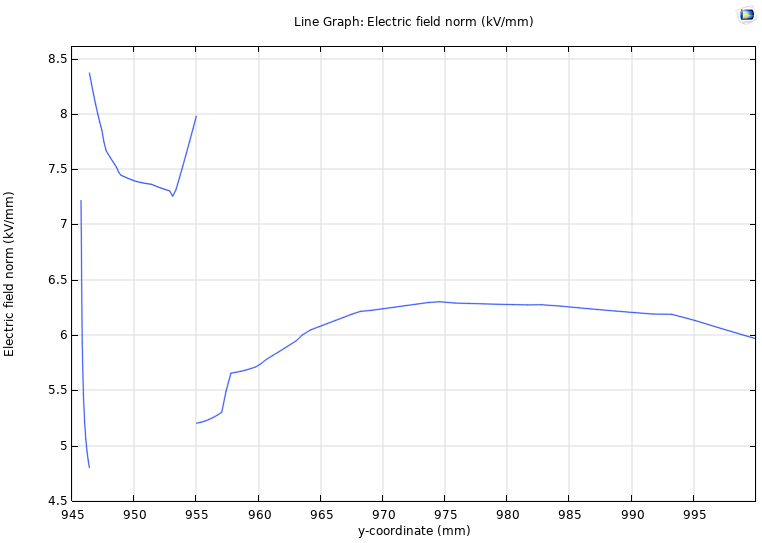 Line Graph: Electric field norm (kV/mm)
Electric field norm (kV/mm)
8.5
8
7.5
7
6.5
6
5.5
5
4.5
945 950 955 960 965 970 975 980 985 990 995
y-coordinate (mm)